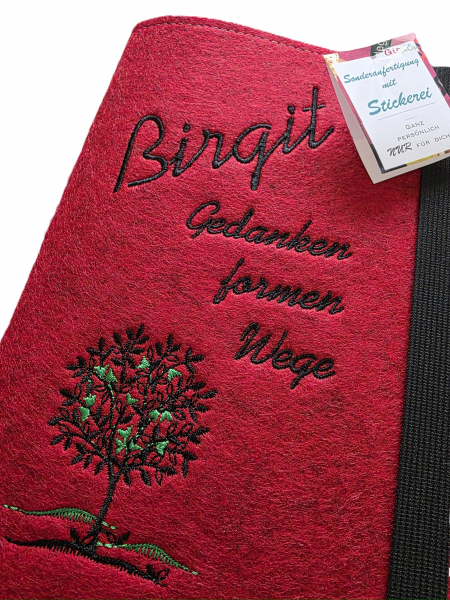 Birgit
Gedanken
formen
Wege
Sonderanfertigung
mit
Stickerei
GANZ
PERSÖNLICH
NUR FÜR DICH